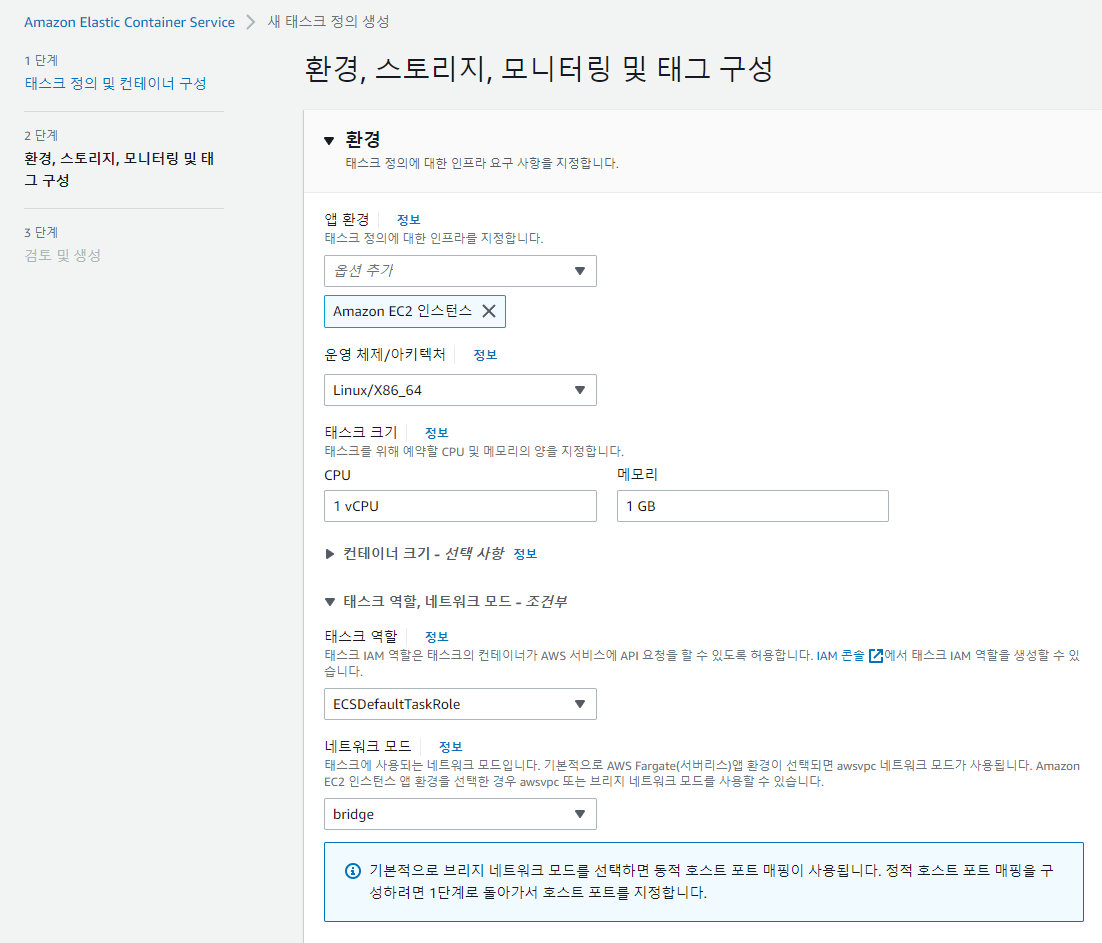 Amazon Elastic Container Service > 새 태스크 정의 생성
1 단계
태스크 정의 및 컨테이너 구성
2 단계
환경, 스토리지, 모니터링 및 태
그 구성
3 단계
검토 및 생성
환경, 스토리지, 모니터링 및 태그 구성
환경
태스크 정의에 대한 인프라 요구 사항을 지정합니다.
앱 환경 정보
태스크 정의에 대한 인프라를 지정합니다.
옵션 추가
Amazon EC2 인스턴스
운영 체제/아키텍처 정보
Linux/X86_64
태스크 크기 정보
태스크를 위해 예약할 CPU 및 메모리의 양을 지정합니다.
CPU 메모리
1 vCPU 1 GB
컨테이너 크기 - 선택 사항 정보
태스크 역할, 네트워크 모드 - 조건부
태스크 역할 정보
태스크 IAM 역할은 태스크의 컨테이너가 AWS 서비스에 API 요청을 할 수 있도록 허용합니다. IAM 콘솔에서 태스크 IAM 역할을 생성할 수 있
습니다.
ECSDefaultTaskRole
네트워크 모드 정보
태스크에 사용되는 네트워크 모드입니다. 기본적으로 AWS Fargate(서버리스)앱 환경이 선택되면 awsvpc 네트워크 모드가 사용됩니다. Amazon
EC2 인스턴스 앱 환경을 선택한 경우 awsvpc 또는 브리지 네트워크 모드를 사용할 수 있습니다.
bridge
기본적으로 브리지 네트워크 모드를 선택하면 동적 호스트 포트 매핑이 사용됩니다. 정적 호스트 포트 매핑을 구
성하려면 1단계로 돌아가서 호스트 포트를 지정합니다.